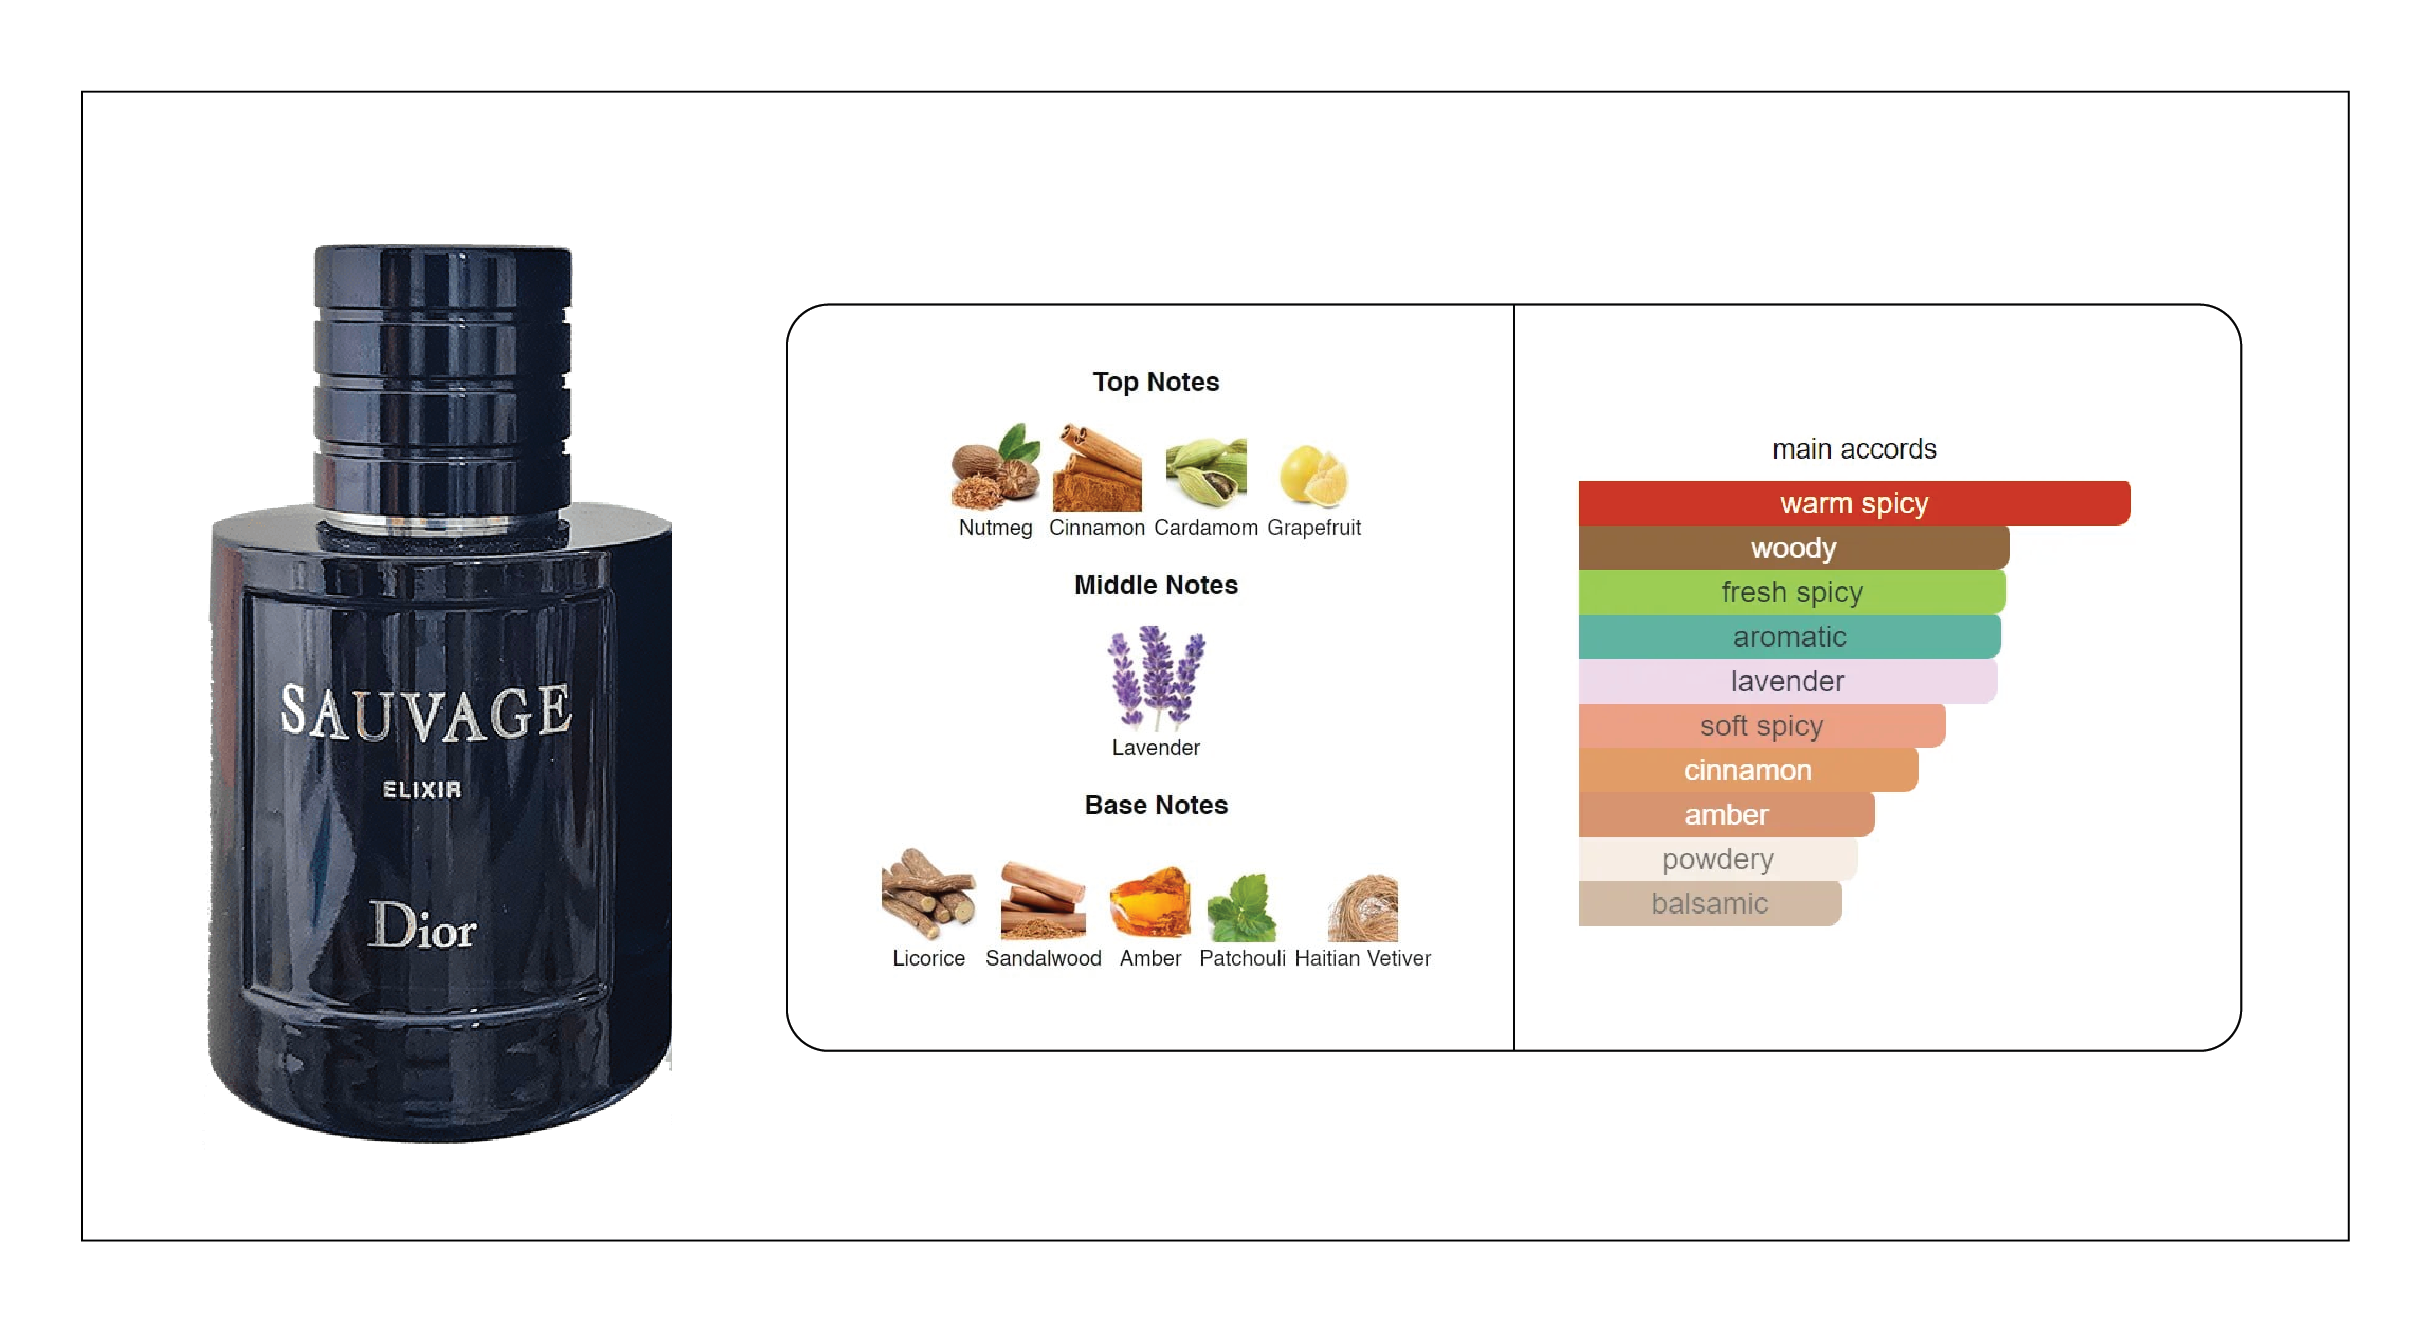 SAUVAGE
ELIXIR
Dior
Top Notes
Nutmeg Cinnamon Cardamom Grapefruit
Middle Notes
Lavender
Base Notes
Licorice Sandalwood Amber Patchouli Haitian Vetiver
main accords
warm spicy
woody
fresh spicy
aromatic
lavender
soft spicy
cinnamon
amber
powdery
balsamic